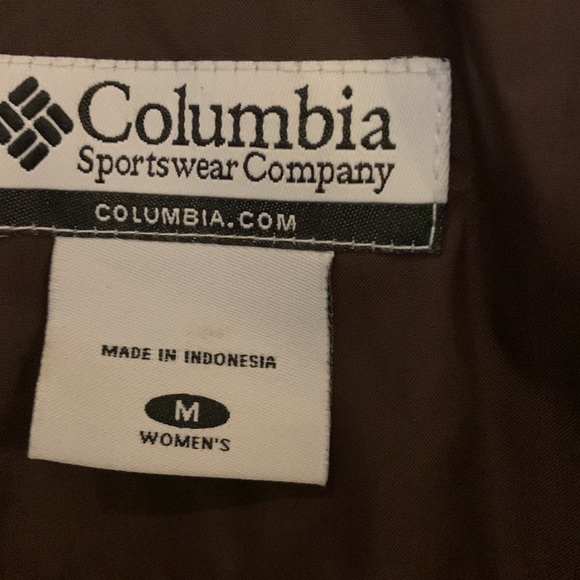 Columbia
Sportswear Company
COLUMBIA.COM
MADE IN INDONESIA
M
WOMEN'S